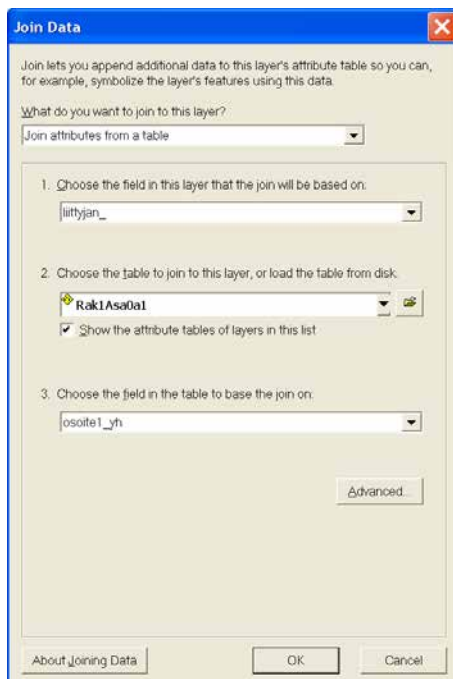 Join Data
Join lets you append additional data to this layer's attribute table so you can,
for example, symbolize the layer's features using this data.
What do you want to join to this layer?
Join attributes from a table
1. Choose the field in this layer that the join will be based on:
liittyjan_
2. Choose the table to join to this layer, or load the table from disk:
Rak1Asa0a1
Show the attribute tables of layers in this list
3. Choose the field in the table to base the join on:
osoite1_yh
Advanced...
About Joining Data
OK
Cancel